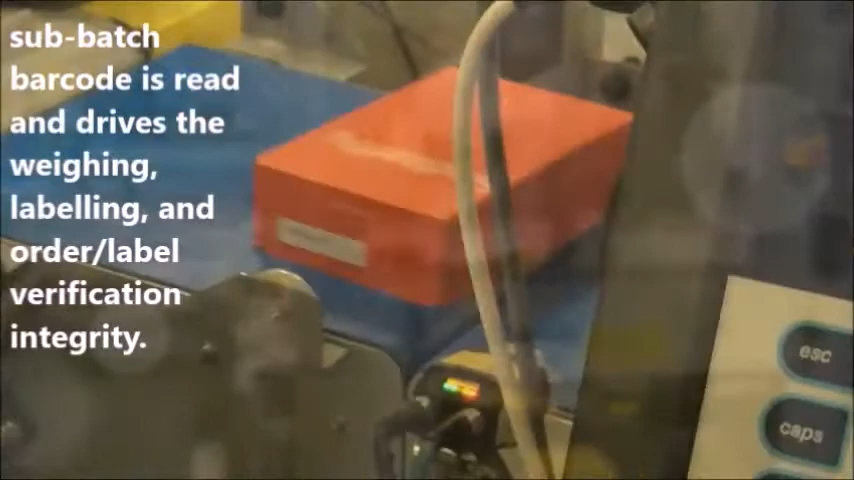 sub-batch
barcode is read
and drives the
weighing,
labelling, and
order/label
verification
integrity.
esc
caps